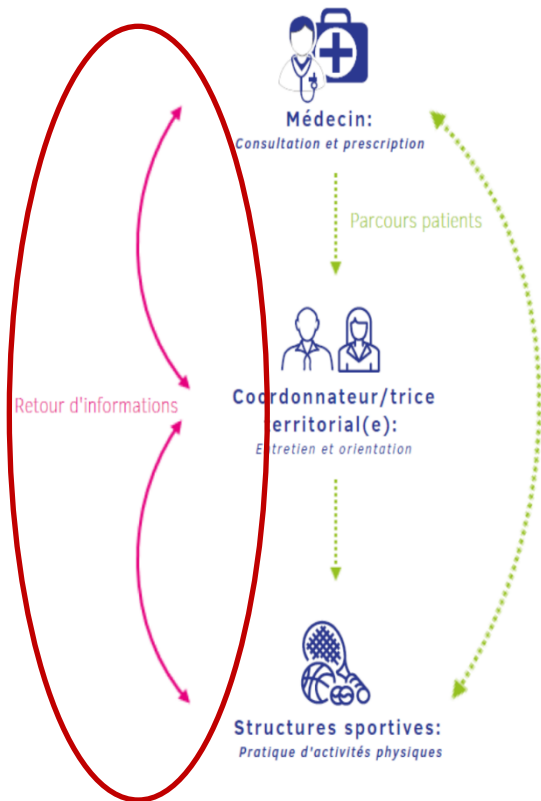 Médecin:
Consultation et prescription
Parcours patients
Retour d'informations
Coordonnateur/trice
territorial(e):
Entretien et orientation
Structures sportives:
Pratique d'activités physiques